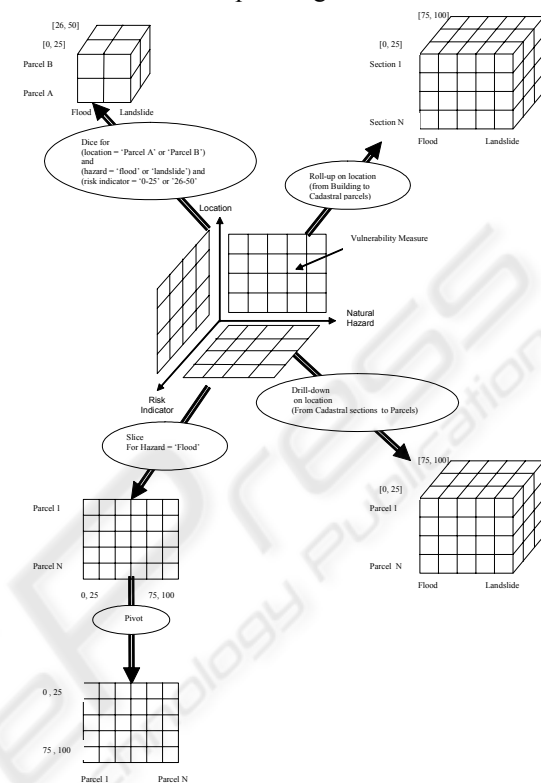 [26, 50)
[0, 25]
Parcel B
Parcel A
Flood Landslide
Dice for
(location = ‘Parcel A’ or ‘Parcel B’)
and
(hazard = ‘flood’ or ‘landslide’) and
(risk indicator = ‘0-25’ or ‘26-50’
[75, 100]
[0, 25]
Section 1
Section N
Flood Landslide
Roll-up on location
(from Building to
Cadastral parcels)
Location
Vulnerability Measure
Natural
Hazard
Risk
Indicator
Drill-down
on location
(From Cadastral sections to Parcels)
Slice
For Hazard = ‘Flood’
[75, 100]
[0, 25]
Parcel 1
Parcel N
Flood Landslide
Parcel 1
Parcel N
0, 25 75, 100
Pivot
0 , 25
75 , 100
Parcel 1 Parcel N